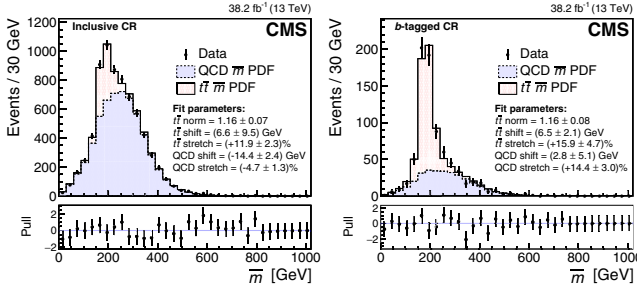 38.2 fb⁻¹ (13 TeV)
Inclusive CR
CMS
Events / 30 GeV
1200
1000
800
600
400
200
0
Data
QCD m̅ PDF
tt̅ m̅ PDF
Fit parameters:
tt̅ norm = 1.16 ± 0.07
tt̅ shift = (6.6 ± 9.5) GeV
tt̅ stretch = (+11.9 ± 2.3)%
QCD shift = (-14.4 ± 2.4) GeV
QCD stretch = (-4.7 ± 1.3)%
Pull
2
0
−2
0 200 400 600 800 1000
m̅ [GeV]
38.2 fb⁻¹ (13 TeV)
b-tagged CR
CMS
Events / 30 GeV
200
150
100
50
0
Data
QCD m̅ PDF
tt̅ m̅ PDF
Fit parameters:
tt̅ norm = 1.16 ± 0.08
tt̅ shift = (6.5 ± 2.1) GeV
tt̅ stretch = (+15.9 ± 4.7)%
QCD shift = (2.8 ± 5.1) GeV
QCD stretch = (+14.4 ± 3.0)%
Pull
2
0
−2
0 200 400 600 800 1000
m̅ [GeV]